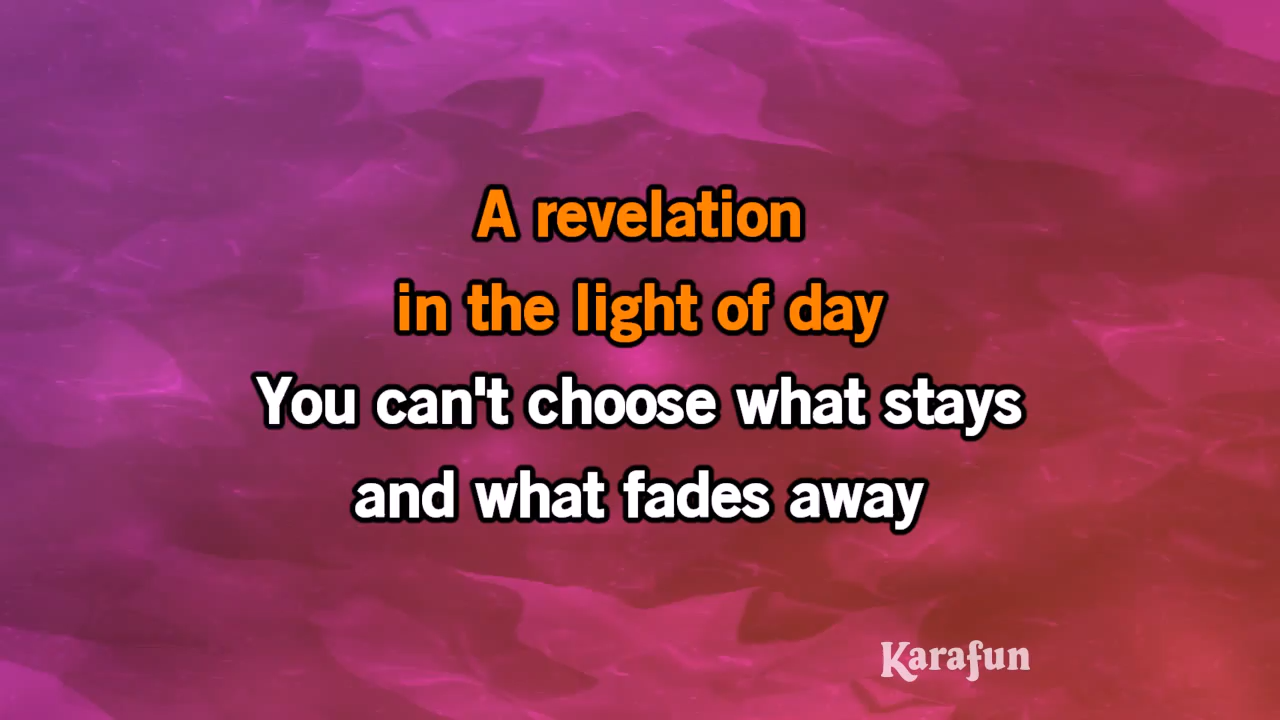 A revelation
in the light of day
You can't choose what stays
and what fades away
Karafun